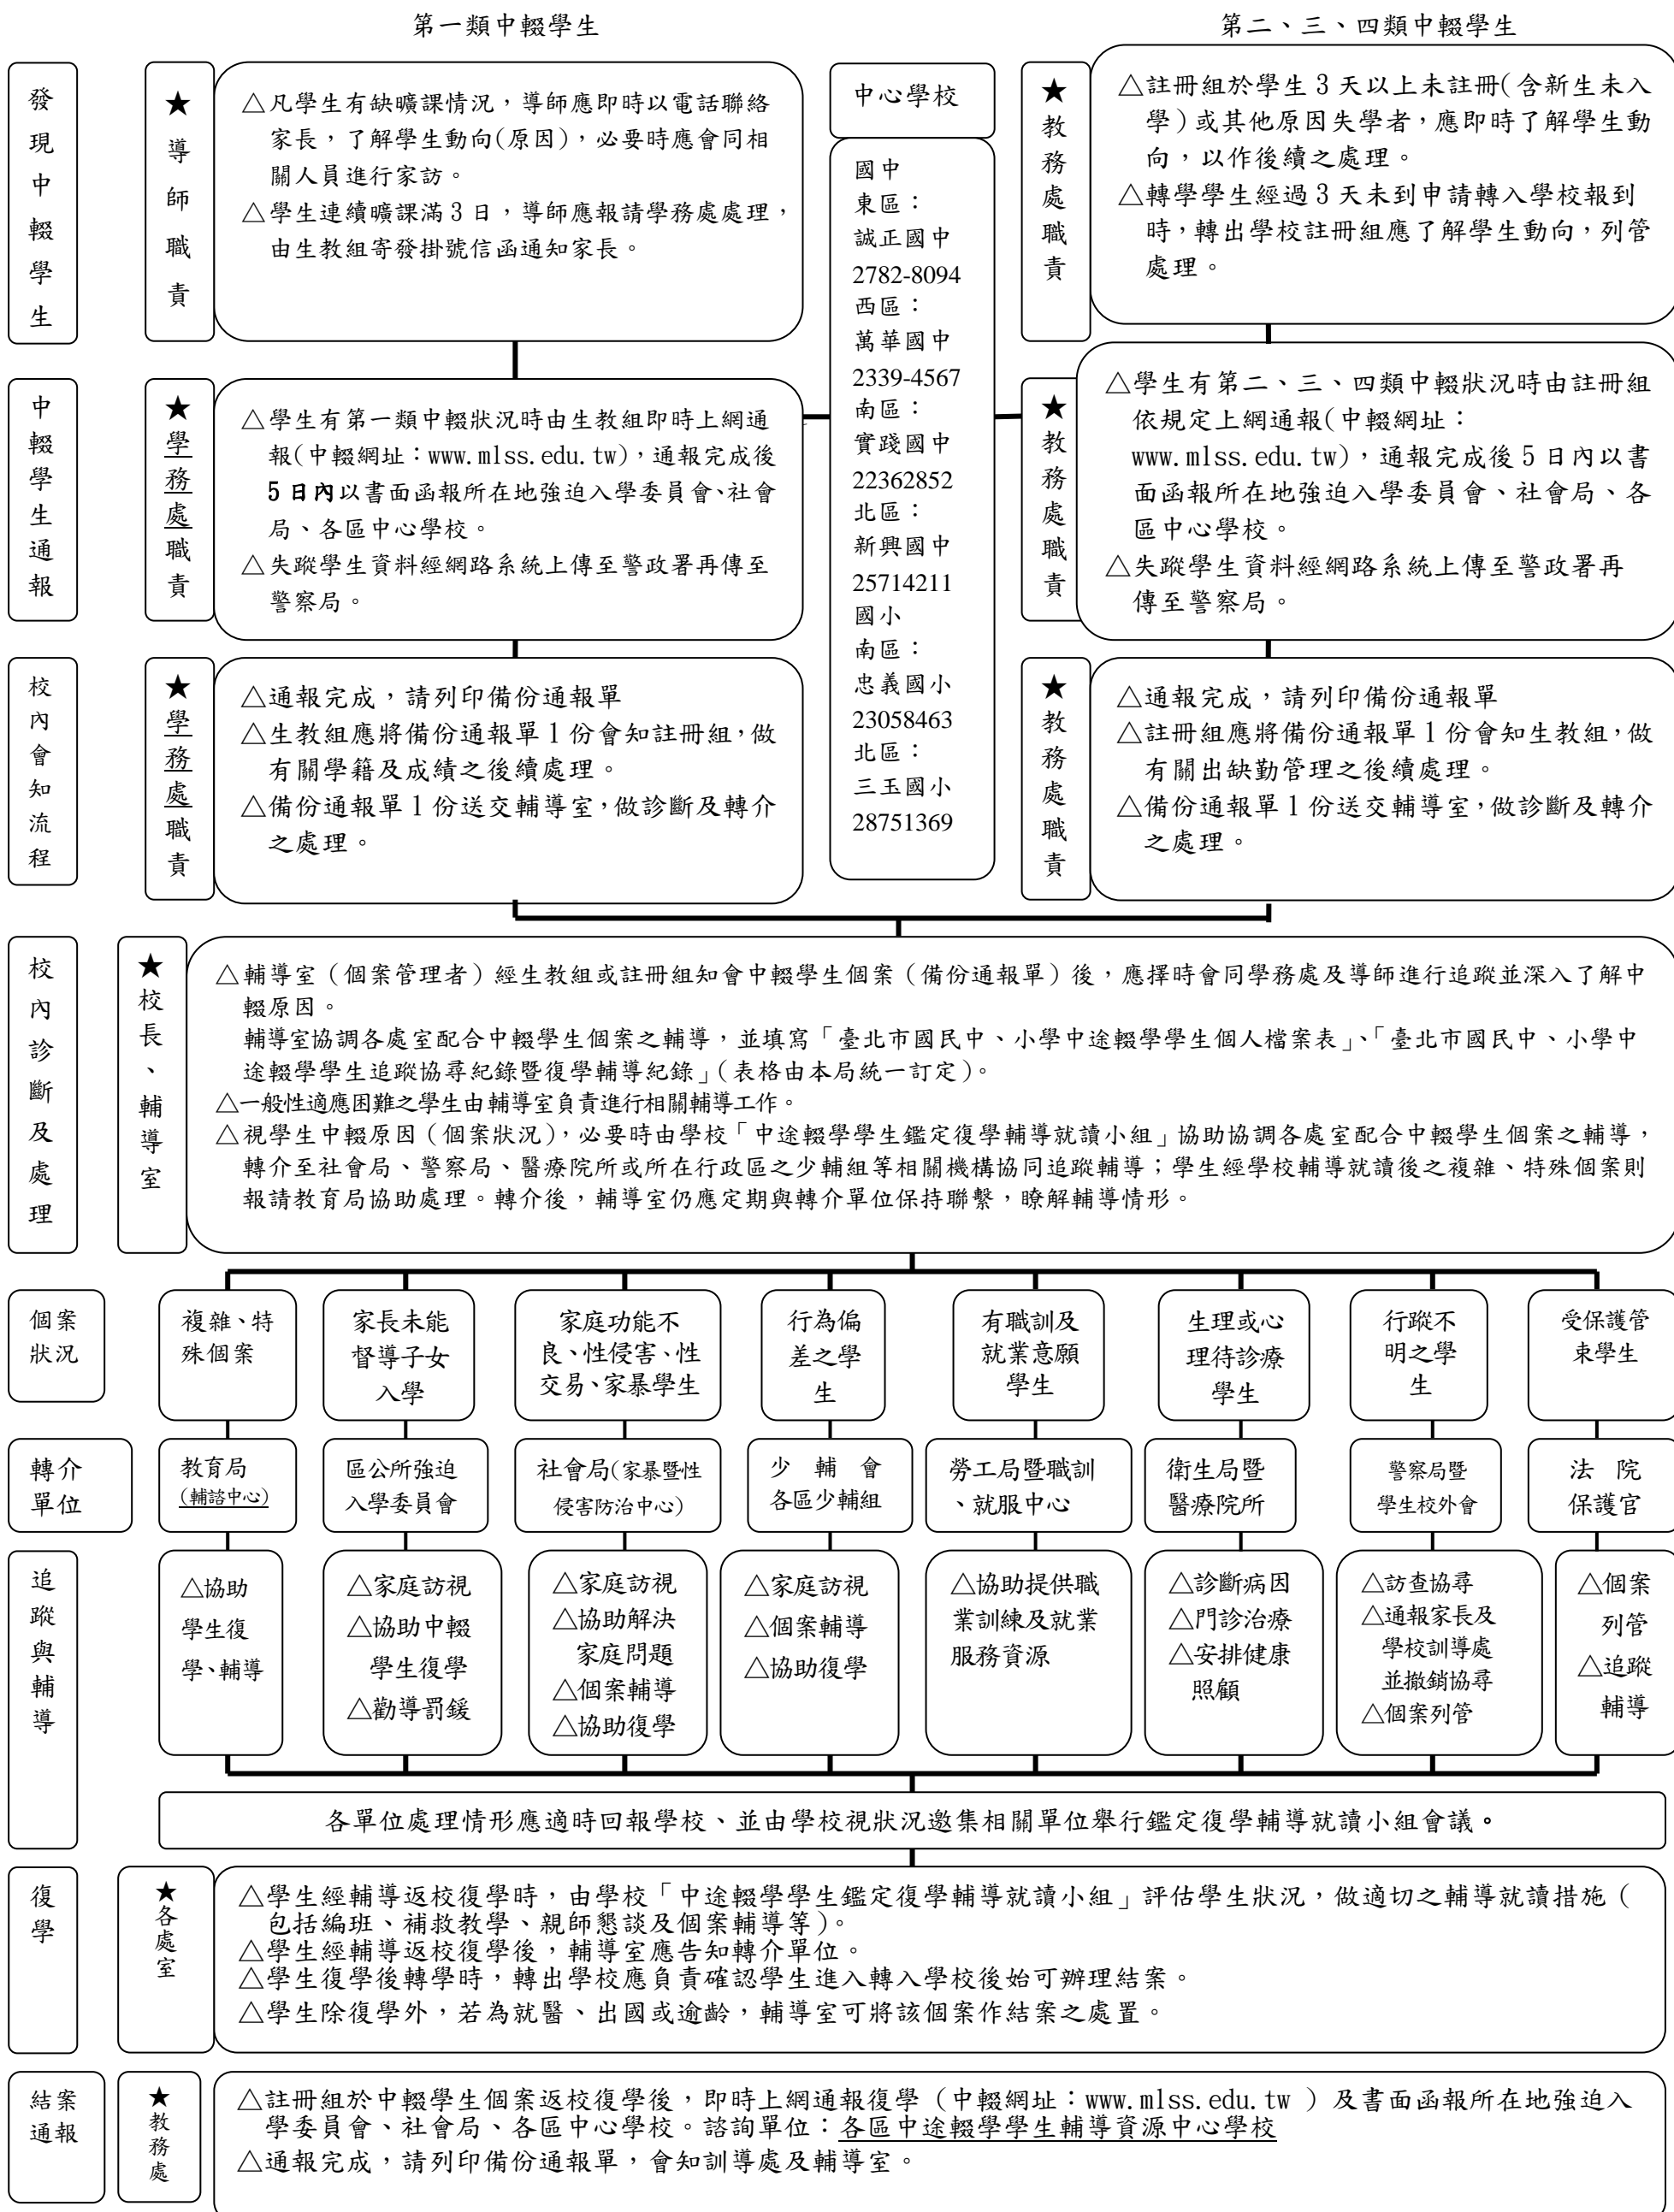 第一類中輟學生
第二、三、四類中輟學生
發現中輟學生
★導師職責
△凡學生有缺曠課情況，導師應即時以電話聯絡
家長，了解學生動向(原因)，必要時應會同相
關人員進行家訪。
△學生連續曠課滿3日，導師應報請學務處處理，
由生教組寄發掛號信函通知家長。
中心學校
國中
東區：
誠正國中
2782-8094
西區：
萬華國中
2339-4567
南區：
實踐國中
22362852
北區：
新興國中
25714211
國小
南區：
忠義國小
23058463
北區：
三玉國小
28751369
★教務處職責
△註冊組於學生3天以上未註冊(含新生未入
學)或其他原因失學者，應即時了解學生動
向，以作後續之處理。
△轉學學生經過3天未到申請轉入學校報到
時，轉出學校註冊組應了解學生動向，列管
處理。
中輟學生通報
★學務處職責
△學生有第一類中輟狀況時由生教組即時上網通
報(中輟網址：www.mlss.edu.tw)，通報完成後
5日內以書面函報所在地強迫入學委員會、社會
局、各區中心學校。
△失蹤學生資料經網路系統上傳至警政署再傳至
警察局。
★教務處職責
△學生有第二、三、四類中輟狀況時由註冊組
依規定上網通報(中輟網址：
www.mlss.edu.tw)，通報完成後5日內以書
面函報所在地強迫入學委員會、社會局、各
區中心學校。
△失蹤學生資料經網路系統上傳至警政署再
傳至警察局。
校內會知流程
★學務處職責
△通報完成，請列印備份通報單
△生教組應將備份通報單1份會知註冊組，做
有關學籍及成績之後續處理。
△備份通報單1份送交輔導室，做診斷及轉介
之處理。
★教務處職責
△通報完成，請列印備份通報單
△註冊組應將備份通報單1份會知生教組，做
有關出缺勤管理之後續處理。
△備份通報單1份送交輔導室，做診斷及轉介
之處理。
校內診斷及處理
★校長、輔導室
△輔導室（個案管理者）經生教組或註冊組知會中輟學生個案（備份通報單）後，應擇時會同學務處及導師進行追蹤並深入了解中
輟原因。
輔導室協調各處室配合中輟學生個案之輔導，並填寫「臺北市國民中、小學中途輟學學生個人檔案表」、「臺北市國民中、小學中
途輟學學生追蹤協尋紀錄暨復學輔導紀錄」(表格由本局統一訂定)。
△一般性適應困難之學生由輔導室負責進行相關輔導工作。
△視學生中輟原因（個案狀況），必要時由學校「中途輟學學生鑑定復學輔導就讀小組」協助協調各處室配合中輟學生個案之輔導，
轉介至社會局、警察局、醫療院所或所在行政區之少輔組等相關機構協同追蹤輔導；學生經學校輔導就讀後之複雜、特殊個案則
報請教育局協助處理。轉介後，輔導室仍應定期與轉介單位保持聯繫，瞭解輔導情形。
個案
狀況
複雜、特
殊個案
家長未能
督導子女
入學
家庭功能不
良、性侵害、性
交易、家暴學生
行為偏
差之學
生
有職訓及
就業意願
學生
生理或心
理待診療
學生
行蹤不
明之學
生
受保護管
束學生
轉介
單位
教育局
(輔諮中心)
區公所強迫
入學委員會
社會局(家暴暨性
侵害防治中心)
少 輔 會
各區少輔組
勞工局暨職訓
、就服中心
衛生局暨
醫療院所
警察局暨
學生校外會
法 院
保護官
追蹤與輔導
△協助
學生復
學、輔導
△家庭訪視
△協助中輟
學生復學
△勸導罰鍰
△家庭訪視
△協助解決
家庭問題
△個案輔導
△協助復學
△家庭訪視
△個案輔導
△協助復學
△協助提供職
業訓練及就業
服務資源
△診斷病因
△門診治療
△安排健康
照顧
△訪查協尋
△通報家長及
學校訓導處
並撤銷協尋
△個案列管
△個案
列管
△追蹤
輔導
各單位處理情形應適時回報學校、並由學校視狀況邀集相關單位舉行鑑定復學輔導就讀小組會議。
復學
★各處室
△學生經輔導返校復學時，由學校「中途輟學學生鑑定復學輔導就讀小組」評估學生狀況，做適切之輔導就讀措施（
包括編班、補救教學、親師懇談及個案輔導等)。
△學生經輔導返校復學後，輔導室應告知轉介單位。
△學生復學後轉學時，轉出學校應負責確認學生進入轉入學校後始可辦理結案。
△學生除復學外，若為就醫、出國或逾齡，輔導室可將該個案作結案之處置。
結案
通報
★教務處
△註冊組於中輟學生個案返校復學後，即時上網通報復學（中輟網址：www.mlss.edu.tw ）及書面函報所在地強迫入
學委員會、社會局、各區中心學校。諮詢單位：各區中途輟學學生輔導資源中心學校
△通報完成，請列印備份通報單，會知訓導處及輔導室。